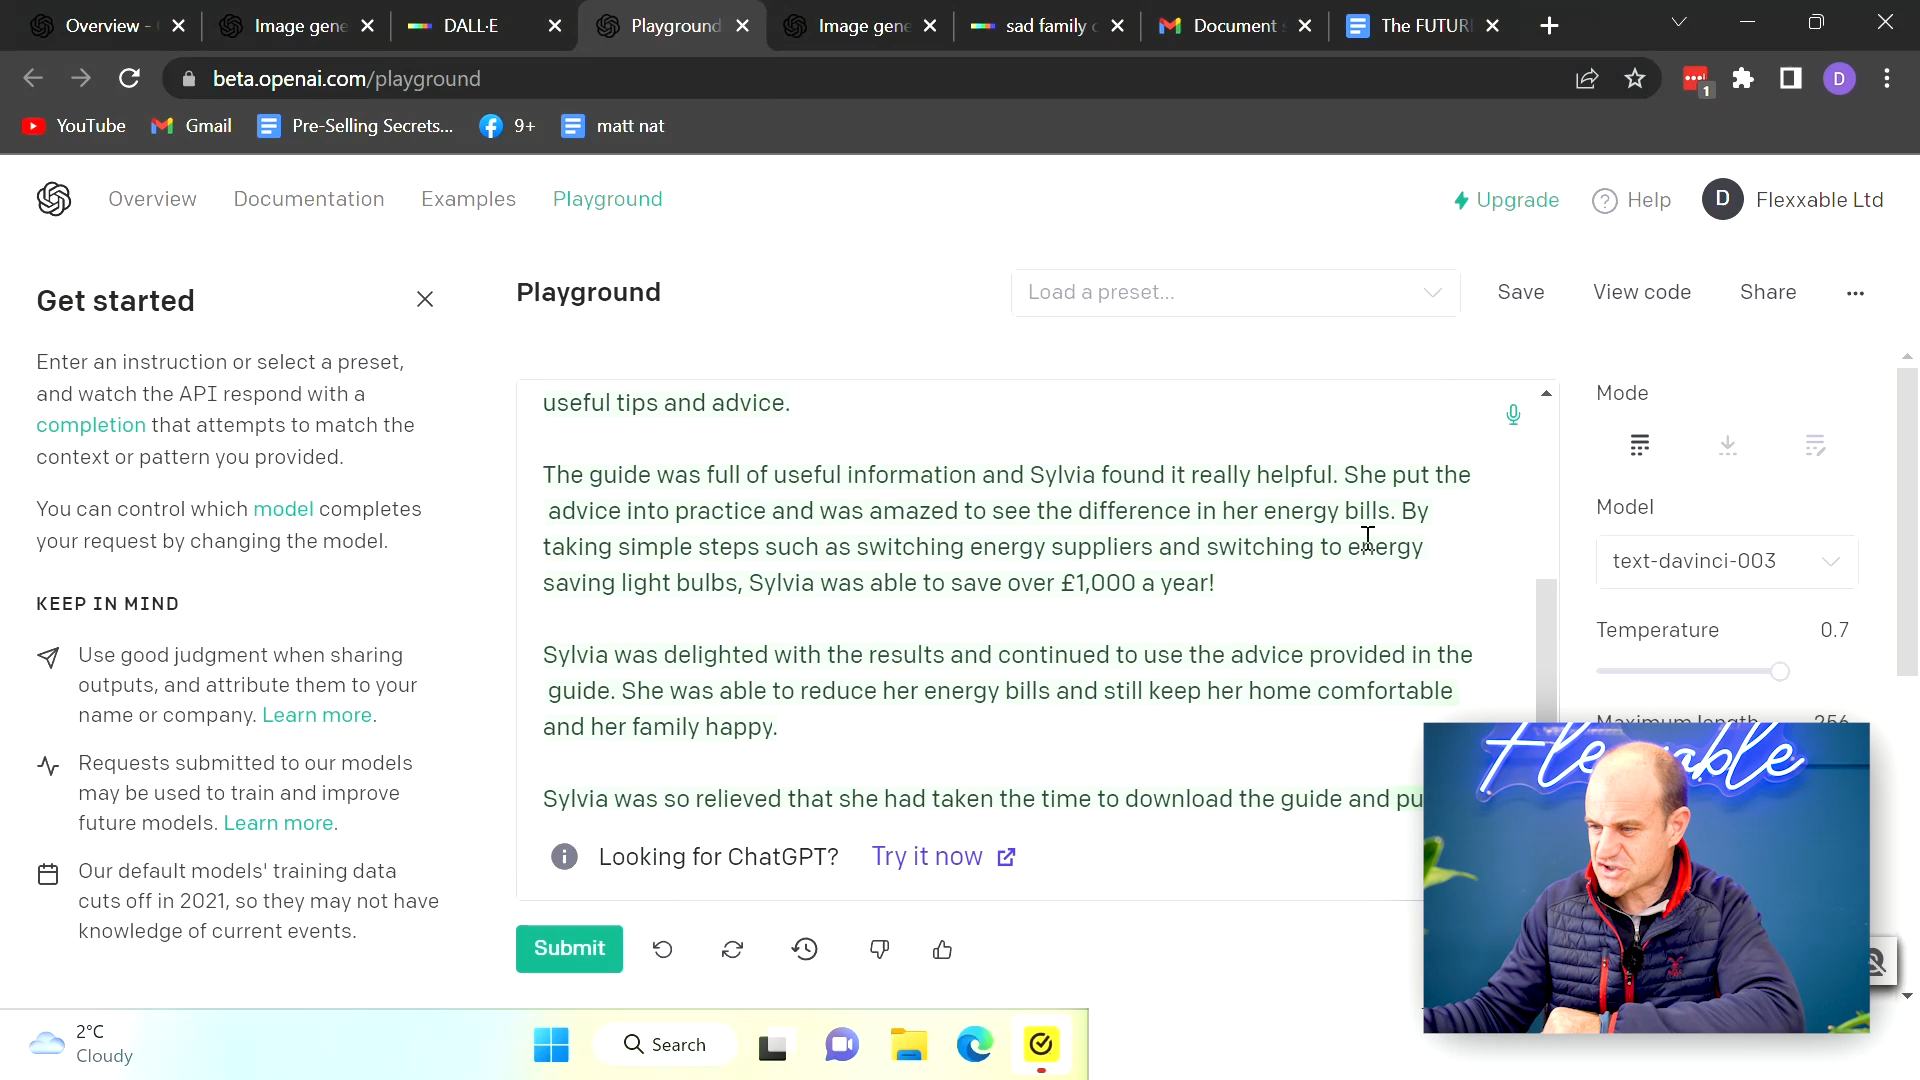 Overview -
Image gene
DALL·E
Playground
Image gene
sad family c
Document s
The FUTUR
beta.openai.com/playground
1
D
YouTube
Gmail
Pre-Selling Secrets...
9+
matt nat
Overview
Documentation
Examples
Playground
Upgrade
Help
D
Flexxable Ltd
Get started
Playground
Load a preset...
Save
View code
Share
Enter an instruction or select a preset,
and watch the API respond with a
completion that attempts to match the
context or pattern you provided.
You can control which model completes
your request by changing the model.
KEEP IN MIND
Use good judgment when sharing
outputs, and attribute them to your
name or company. Learn more.
Requests submitted to our models
may be used to train and improve
future models. Learn more.
Our default models' training data
cuts off in 2021, so they may not have
knowledge of current events.
useful tips and advice.
The guide was full of useful information and Sylvia found it really helpful. She put the
advice into practice and was amazed to see the difference in her energy bills. By
taking simple steps such as switching energy suppliers and switching to energy
saving light bulbs, Sylvia was able to save over £1,000 a year!
Sylvia was delighted with the results and continued to use the advice provided in the
guide. She was able to reduce her energy bills and still keep her home comfortable
and her family happy.
Sylvia was so relieved that she had taken the time to download the guide and pu
Looking for ChatGPT?
Try it now
Submit
Mode
Model
text-davinci-003
Temperature
0.7
Maximum length
256
2°C
Cloudy
Search